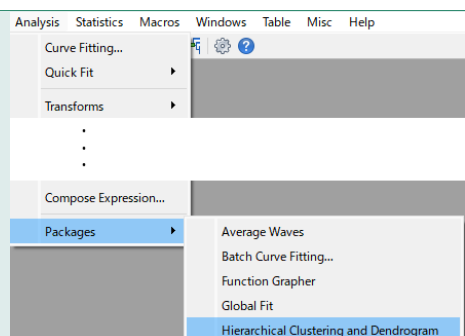 Analysis Statistics Macros Windows Table Misc Help
Curve Fitting...
Quick Fit
Transforms
Compose Expression...
Packages
Average Waves
Batch Curve Fitting...
Function Grapher
Global Fit
Hierarchical Clustering and Dendrogram